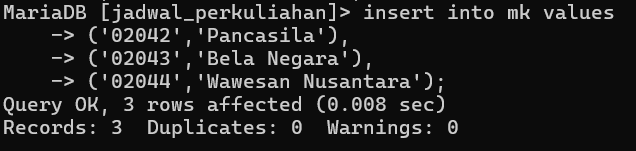 MariaDB [jadwal_perkuliahan]> insert into mk values
    -> ('02042','Pancasila'),
    -> ('02043','Bela Negara'),
    -> ('02044','Wawesan Nusantara');
Query OK, 3 rows affected (0.008 sec)
Records: 3  Duplicates: 0  Warnings: 0